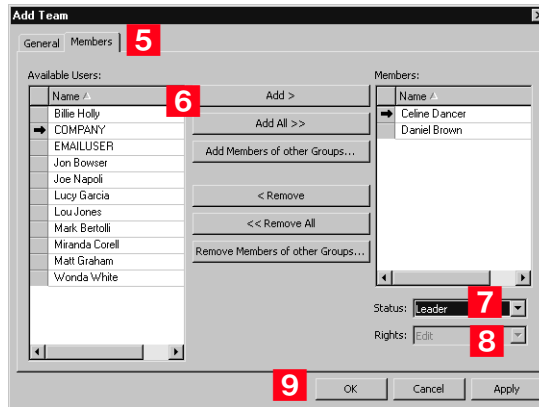 Add Team
General Members 5
Available Users:
Name
Billie Holly
COMPANY
EMAILUSER
Jon Bowser
Joe Napoli
Lucy Garcia
Lou Jones
Mark Bertolli
Miranda Corell
Matt Graham
Wonda White
6
Add >
Add All >>
Add Members of other Groups...
< Remove
<< Remove All
Remove Members of other Groups...
Members:
Name
Celine Dancer
Daniel Brown
Status: Leader 7
Rights: Edit 8
9 OK Cancel Apply